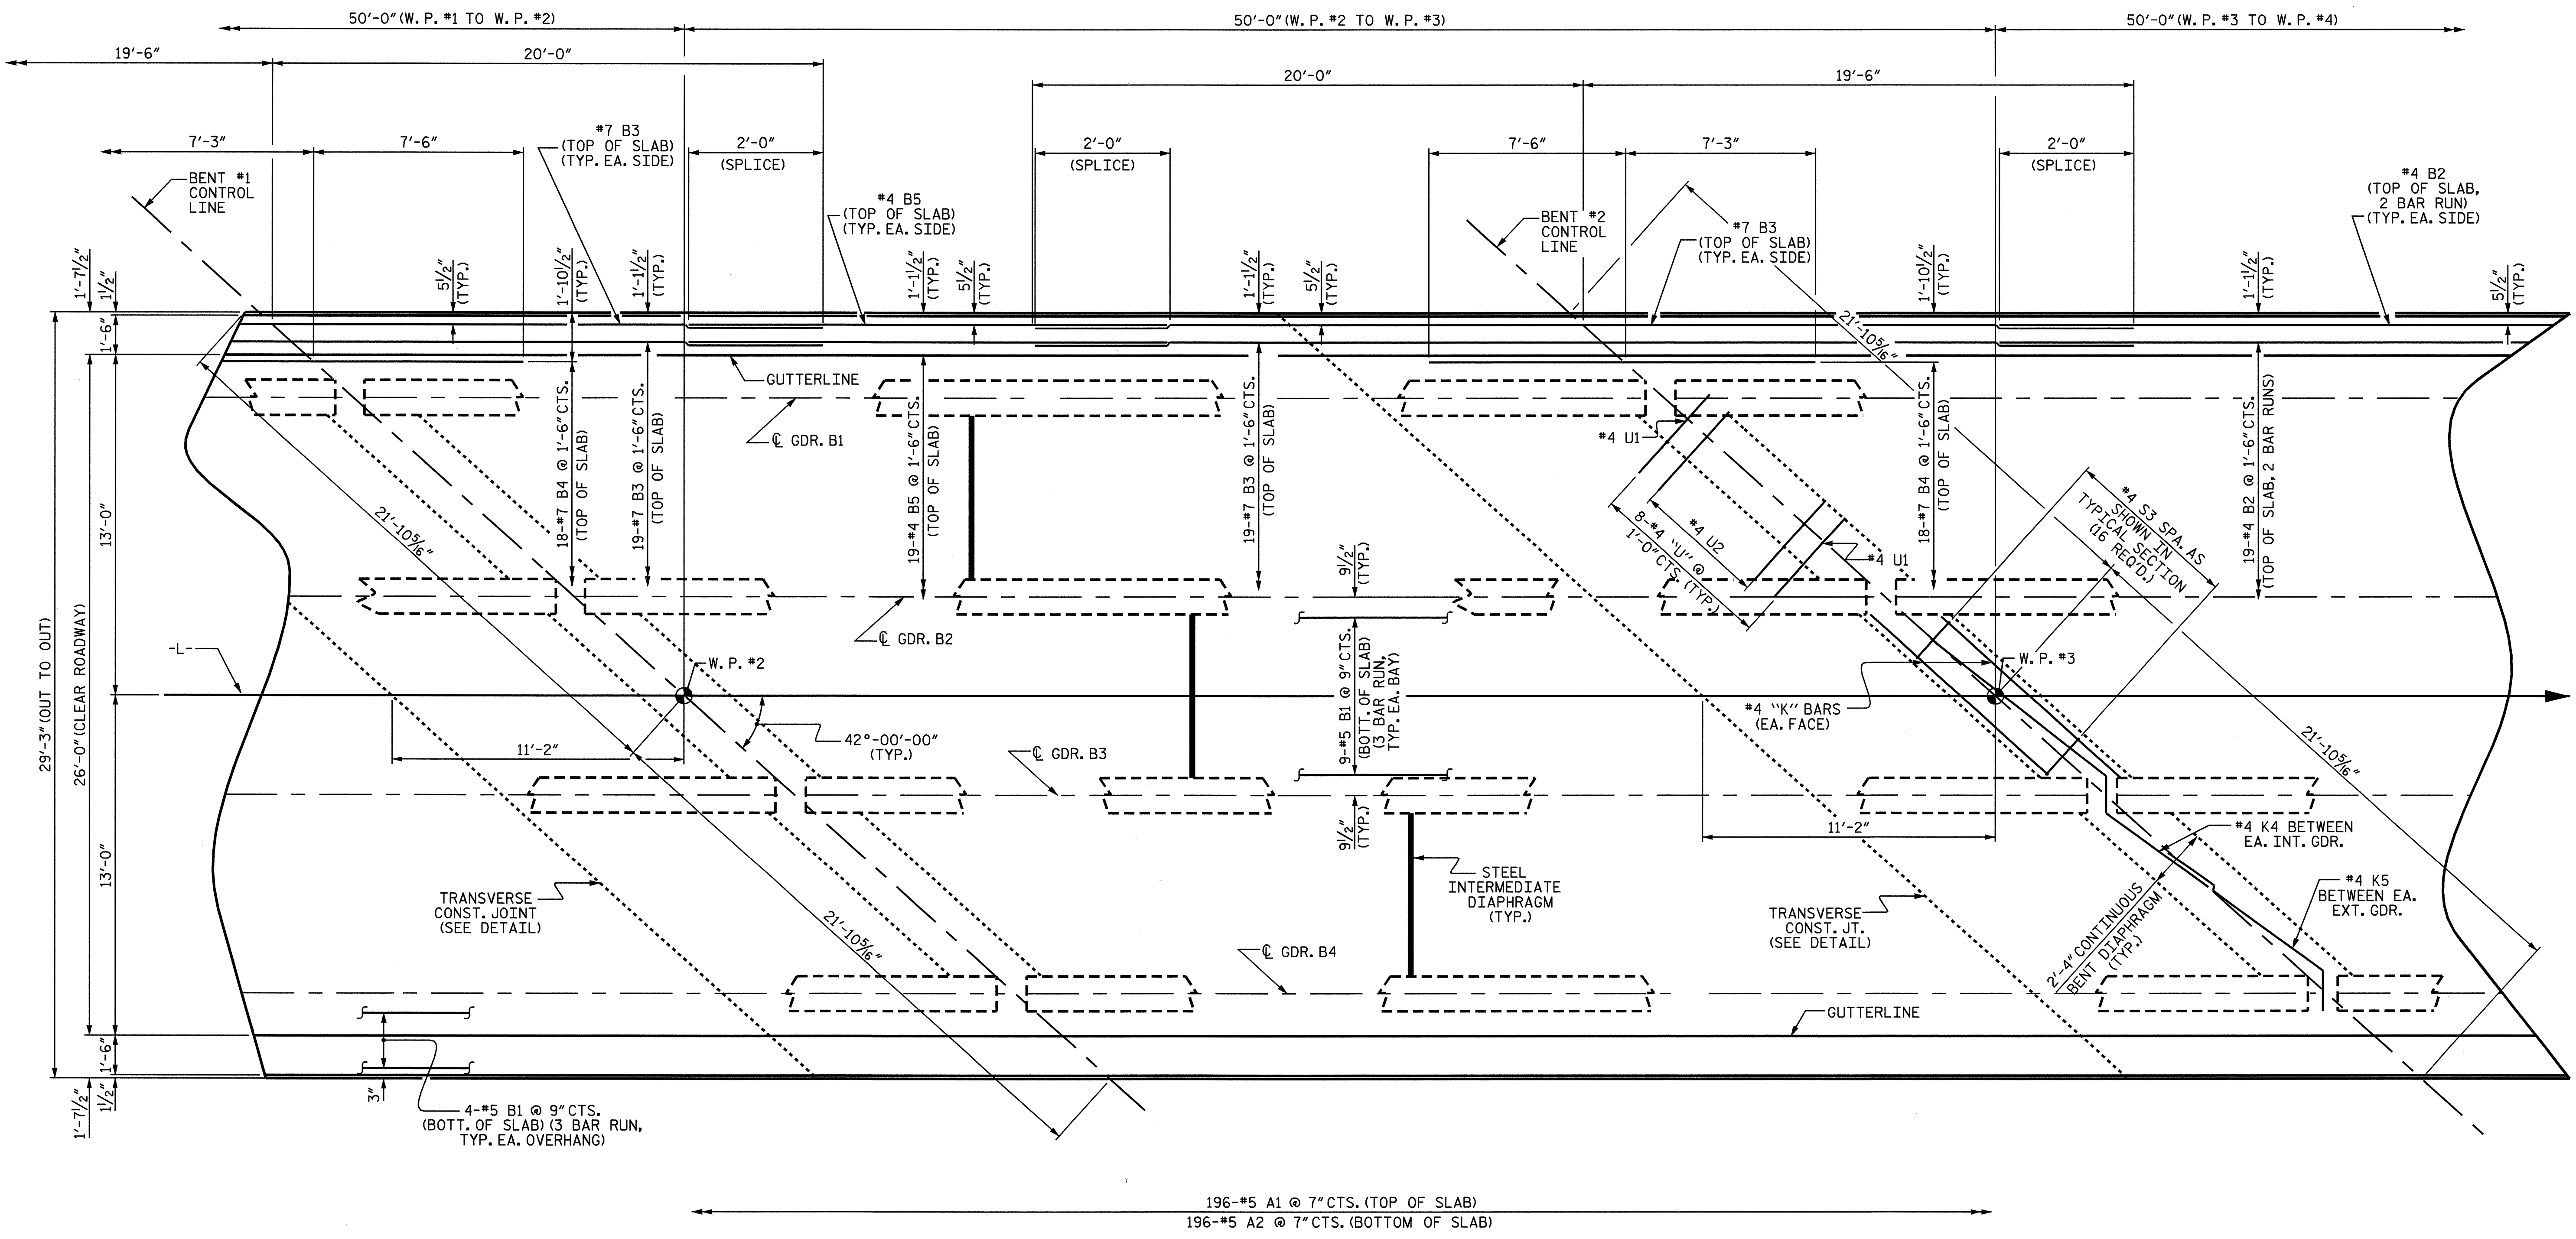 50'-0" (W.P. #1 TO W.P. #2)
50'-0" (W.P. #2 TO W.P. #3)
50'-0" (W.P. #3 TO W.P. #4)
19'-6"
20'-0"
20'-0"
19'-6"
7'-3"
7'-6"
#7 B3
(TOP OF SLAB)
(TYP. EA. SIDE)
2'-0"
(SPLICE)
2'-0"
(SPLICE)
7'-6"
7'-3"
2'-0"
(SPLICE)
BENT #1
CONTROL
LINE
#4 B5
(TOP OF SLAB)
(TYP. EA. SIDE)
BENT #2
CONTROL
LINE
#7 B3
(TOP OF SLAB)
(TYP. EA. SIDE)
#4 B2
(TOP OF SLAB,
2 BAR RUN)
(TYP. EA. SIDE)
1'-7½"
1½"
5½"
(TYP.)
1'-10½"
(TYP.)
1'-1½"
(TYP.)
1'-1½"
(TYP.)
5½"
(TYP.)
1'-1½"
(TYP.)
5½"
(TYP.)
1'-10½"
(TYP.)
1'-1½"
(TYP.)
5½"
(TYP.)
1'-6"
21'-10⁵⁄₁₆"
GUTTERLINE
℄ GDR. B1
#4 U1
18-#7 B4 @ 1'-6" CTS.
(TOP OF SLAB)
19-#7 B3 @ 1'-6" CTS.
(TOP OF SLAB)
19-#4 B5 @ 1'-6" CTS.
(TOP OF SLAB)
19-#7 B3 @ 1'-6" CTS.
(TOP OF SLAB)
18-#7 B4 @ 1'-6" CTS.
(TOP OF SLAB)
19-#4 B2 @ 1'-6" CTS.
(TOP OF SLAB, 2 BAR RUNS)
13'-0"
21'-10⁵⁄₁₆"
#4 U2
8-#4 "U" @
1'-0" CTS. (TYP.)
#4 U1
#4 S3 SPA. AS
SHOWN IN
TYPICAL SECTION
(16 REQ'D.)
9½"
(TYP.)
29'-3" (OUT TO OUT)
26'-0" (CLEAR ROADWAY)
-L-
℄ GDR. B2
W.P. #2
9-#5 B1 @ 9" CTS.
(BOTT. OF SLAB)
(3 BAR RUN,
TYP. EA. BAY)
W.P. #3
#4 "K" BARS
(EA. FACE)
11'-2"
42°-00'-00"
(TYP.)
℄ GDR. B3
21'-10⁵⁄₁₆"
9½"
(TYP.)
11'-2"
#4 K4 BETWEEN
EA. INT. GDR.
13'-0"
TRANSVERSE
CONST. JOINT
(SEE DETAIL)
STEEL
INTERMEDIATE
DIAPHRAGM
(TYP.)
#4 K5
BETWEEN EA.
EXT. GDR.
TRANSVERSE
CONST. JT.
(SEE DETAIL)
2'-4" CONTINUOUS
BENT DIAPHRAGM
(TYP.)
21'-10⁵⁄₁₆"
℄ GDR. B4
GUTTERLINE
1'-6"
1'-7½"
1½"
3"
4-#5 B1 @ 9" CTS.
(BOTT. OF SLAB) (3 BAR RUN,
TYP. EA. OVERHANG)
196-#5 A1 @ 7" CTS. (TOP OF SLAB)
196-#5 A2 @ 7" CTS. (BOTTOM OF SLAB)